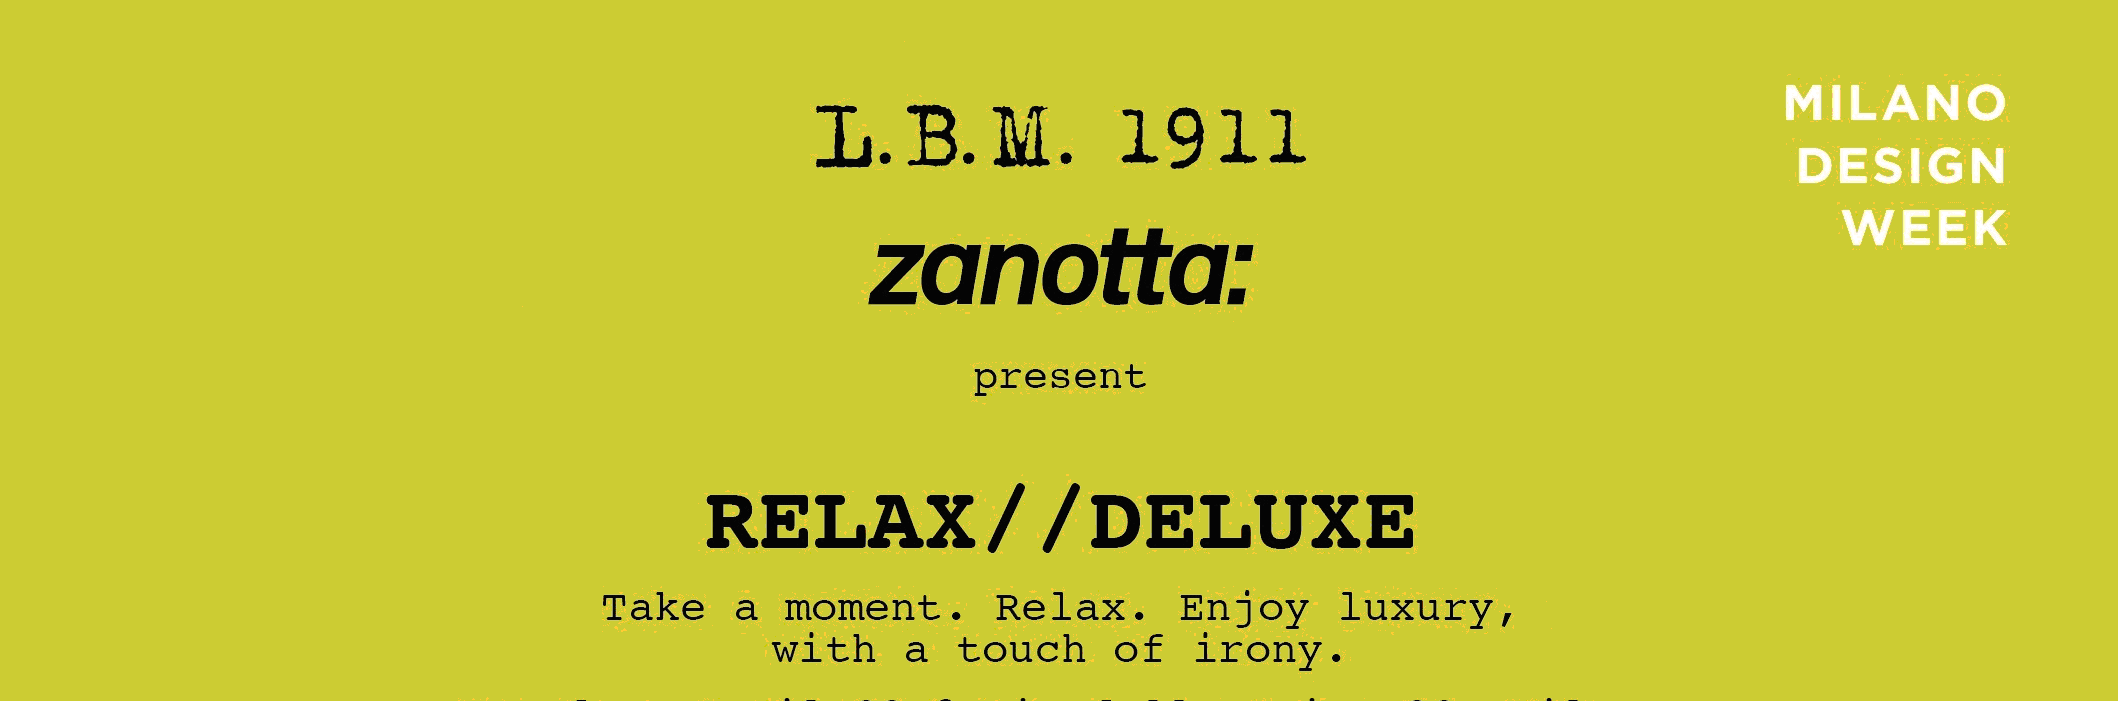 L.B.M. 1911
zanotta:
present
MILANO
DESIGN
WEEK
RELAX//DELUXE
Take a moment. Relax. Enjoy luxury,
with a touch of irony.